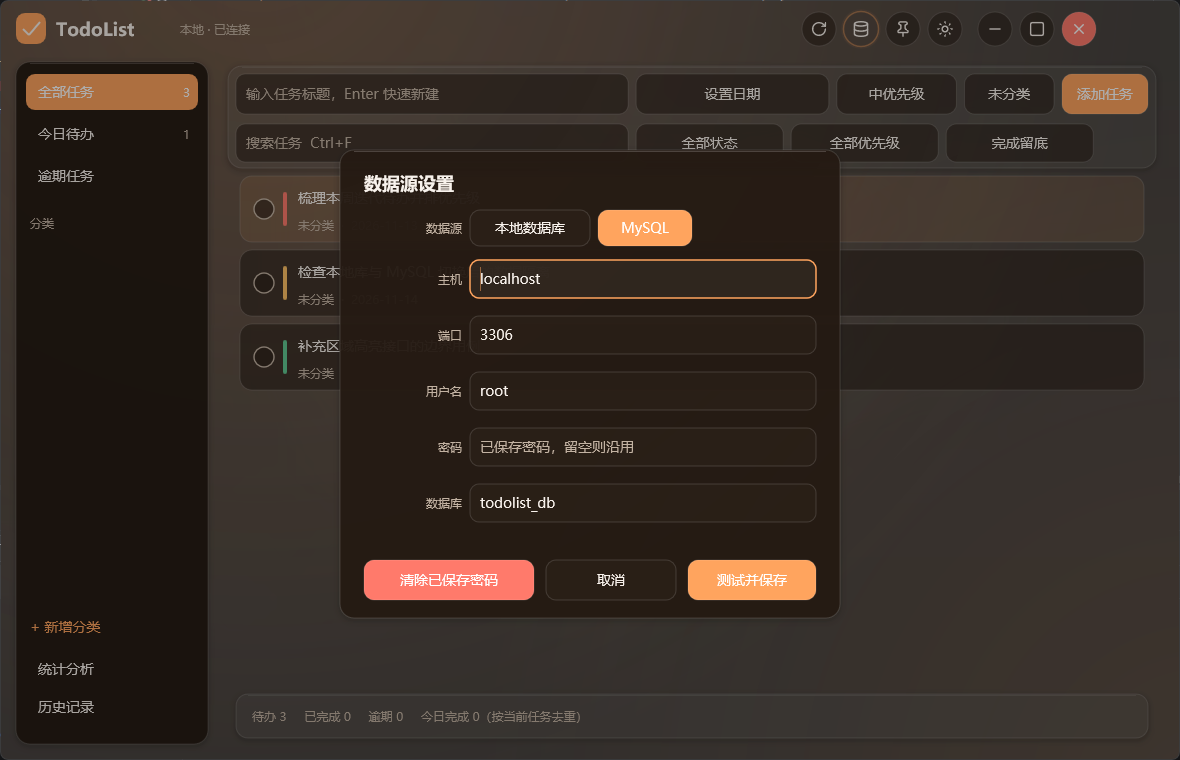 TodoList
本地 · 已连接
全部任务 3
今日待办 1
逾期任务
分类
+ 新增分类
统计分析
历史记录
输入任务标题，Enter 快速新建
设置日期
中优先级
未分类
添加任务
搜索任务 Ctrl+F
全部状态
全部优先级
完成留底
梳理本
未分类
检查本
未分类
补充区
未分类
数据源设置
数据源 本地数据库 MySQL
主机 localhost
端口 3306
用户名 root
密码 已保存密码，留空则沿用
数据库 todolist_db
清除已保存密码 取消 测试并保存
待办 3 已完成 0 逾期 0 今日完成 0（按当前任务去重）